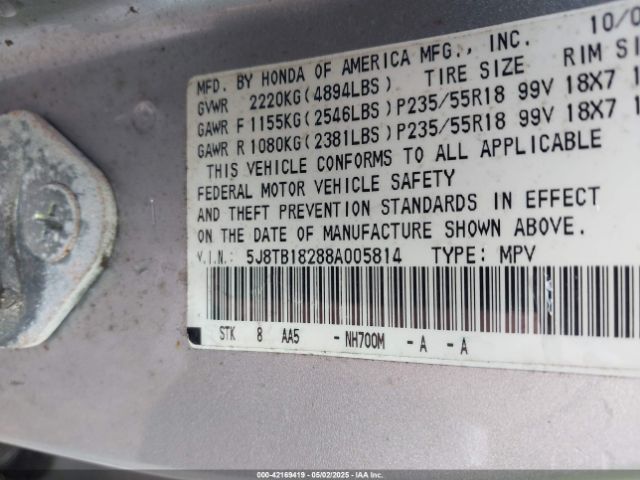 MFD. BY HONDA OF AMERICA MFG., INC. 10/0
GVWR 2220KG(4894LBS) TIRE SIZE RIM SI
GAWR F1155KG(2546LBS)P235/55R18 99V 18X7
GAWR R1080KG(2381LBS)P235/55R18 99V 18X7
THIS VEHICLE CONFORMS TO ALL APPLICABLE
FEDERAL MOTOR VEHICLE SAFETY
AND THEFT PREVENTION STANDARDS IN EFFECT
ON THE DATE OF MANUFACTURE SHOWN ABOVE.
V.I.N.: 5J8TB18288A005814 TYPE: MPV
STK 8 AA5 - NH700M - A - A
000-42169419 | 05/02/2025 | IAA Inc.